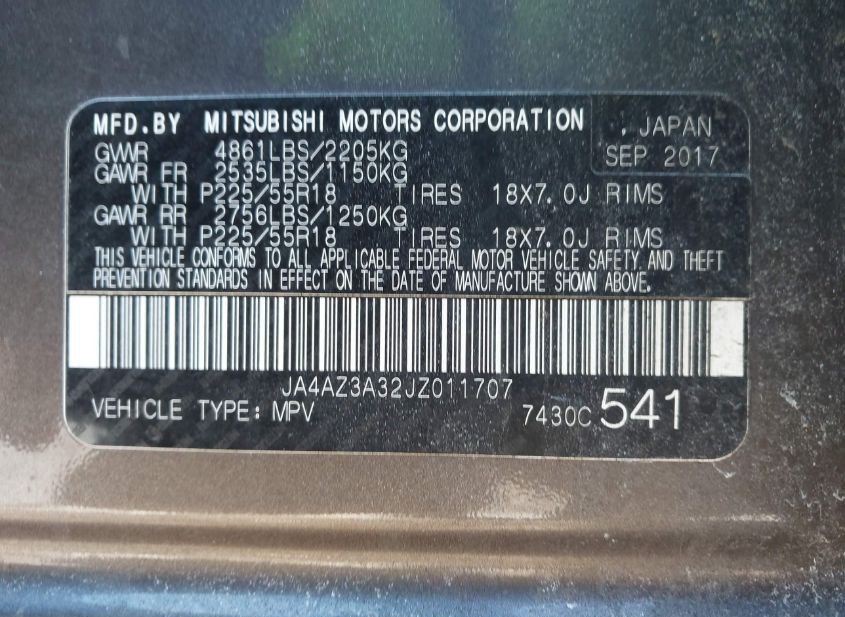 MFD.BY MITSUBISHI MOTORS CORPORATION , JAPAN
GVWR 4861LBS/2205KG SEP 2017
GAWR FR 2535LBS/1150KG
WITH P225/55R18 TIRES 18X7.0J RIMS
GAWR RR 2756LBS/1250KG
WITH P225/55R18 TIRES 18X7.0J RIMS
THIS VEHICLE CONFORMS TO ALL APPLICABLE FEDERAL MOTOR VEHICLE SAFETY AND THEFT
PREVENTION STANDARDS IN EFFECT ON THE DATE OF MANUFACTURE SHOWN ABOVE.
JA4AZ3A32JZ011707
VEHICLE TYPE: MPV 7430C 541